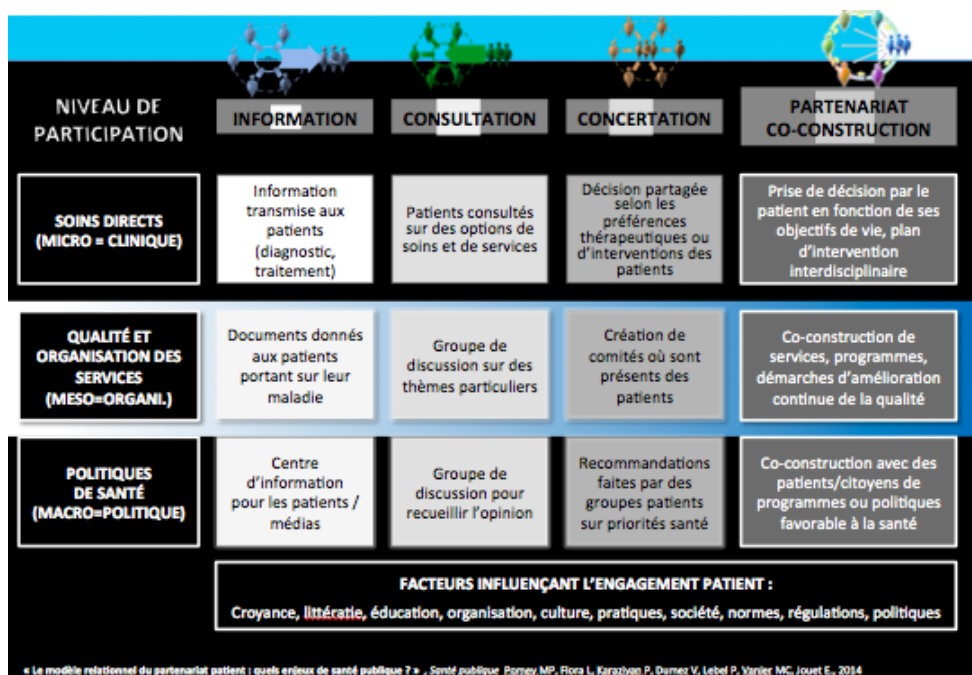 NIVEAU DE
PARTICIPATION
INFORMATION
CONSULTATION
CONCERTATION
PARTENARIAT
CO-CONSTRUCTION
SOINS DIRECTS
(MICRO = CLINIQUE)
Information
transmise aux
patients
(diagnostic,
traitement)
Patients consultés
sur des options de
soins et de services
Décision partagée
selon les
préférences
thérapeutiques ou
d'interventions des
patients
Prise de décision par le
patient en fonction de ses
objectifs de vie, plan
d'intervention
interdisciplinaire
QUALITÉ ET
ORGANISATION DES
SERVICES
(MESO=ORGANI.)
Documents donnés
aux patients
portant sur leur
maladie
Groupe de
discussion sur des
thèmes particuliers
Création de
comités où sont
présents des
patients
Co-construction de
services, programmes,
démarches d'amélioration
continue de la qualité
POLITIQUES
DE SANTÉ
(MACRO=POLITIQUE)
Centre
d'information
pour les patients /
médias
Groupe de
discussion pour
recueillir l'opinion
Recommandations
faites par des
groupes patients
sur priorités santé
Co-construction avec des
patients/citoyens de
programmes ou politiques
favorable à la santé
FACTEURS INFLUENÇANT L'ENGAGEMENT PATIENT :
Croyance, littératie, éducation, organisation, culture, pratiques, société, normes, régulations, politiques
« Le modèle relationnel du partenariat patient : quels enjeux de santé publique ? » , Santé publique Pomey MP, Flora L, Karazivan P, Dumez V, Lebel P, Vanier MC, Jouet E., 2014